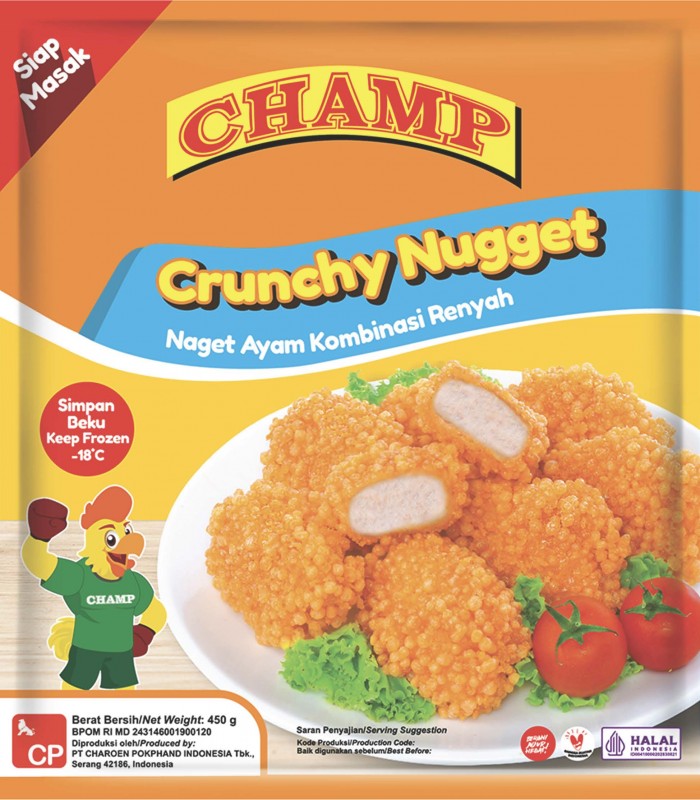 Siap
Masak
CHAMP
Crunchy Nugget
Naget Ayam Kombinasi Renyah
Simpan
Beku
Keep Frozen
-18°C
CHAMP
CP
Berat Bersih/Net Weight: 450 g
BPOM RI MD 243146001900120
Diproduksi oleh/Produced by:
PT CHAROEN POKPHAND INDONESIA Tbk.,
Serang 42186, Indonesia
Saran Penyajian/Serving Suggestion
Kode Produksi/Production Code:
Baik digunakan sebelum/Best Before:
HALAL
INDONESIA